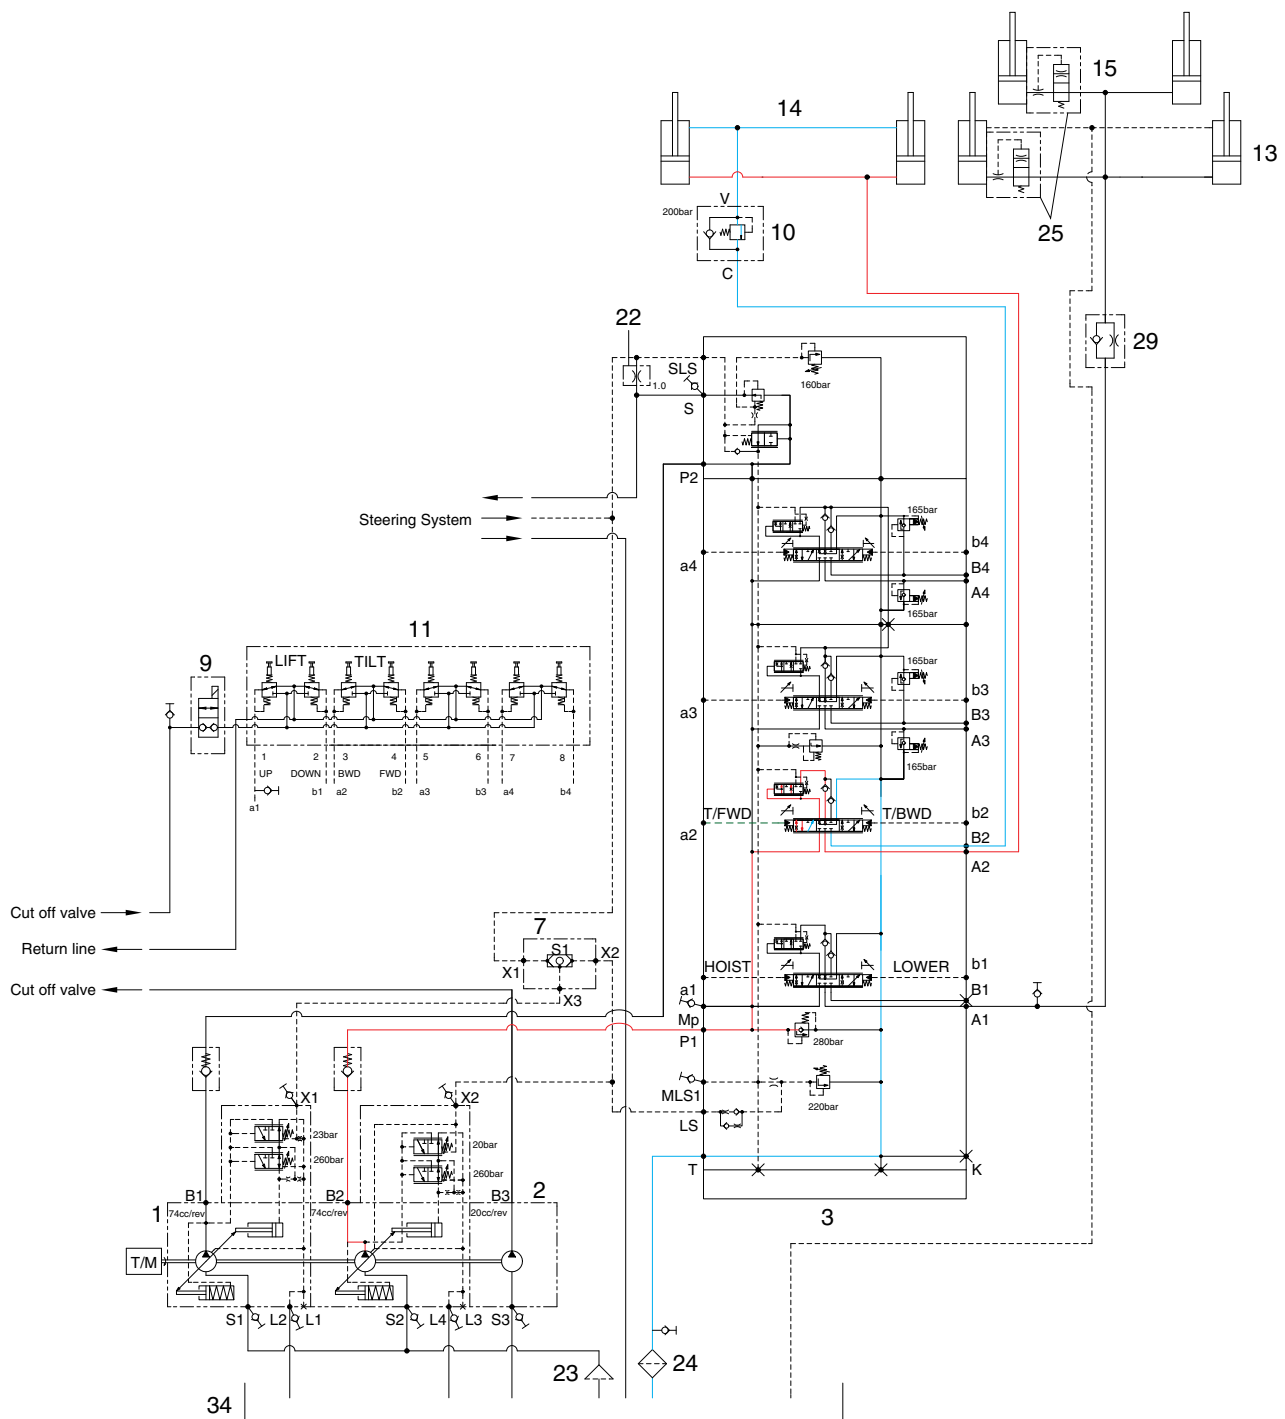 15
14
13
V
200bar
10
25
C
22
29
SLS
1.0
160bar
S
P2
Steering System
165bar
b4
a4
B4
A4
165bar
11
9
LIFT TILT
165bar
b3
a3
B3
A3
165bar
1 2 3 4 5 6 7 8
UP DOWN BWD FWD
a1 b1 a2 b2 a3 b3 a4 b4
T/FWD T/BWD
b2
a2
B2
A2
Cut off valve
7
Return line
S1 X2
X1
HOIST LOWER
b1
Cut off valve
X3
a1
B1
Mp
A1
P1
280bar
X1 X2
MLS1
220bar
LS
23bar
20bar
260bar
260bar
T K
B1 B2 B3 2
1
74cc/rev 74cc/rev 20cc/rev
3
T/M
S1 L2 L1 S2 L4 L3 S3
23 24
34